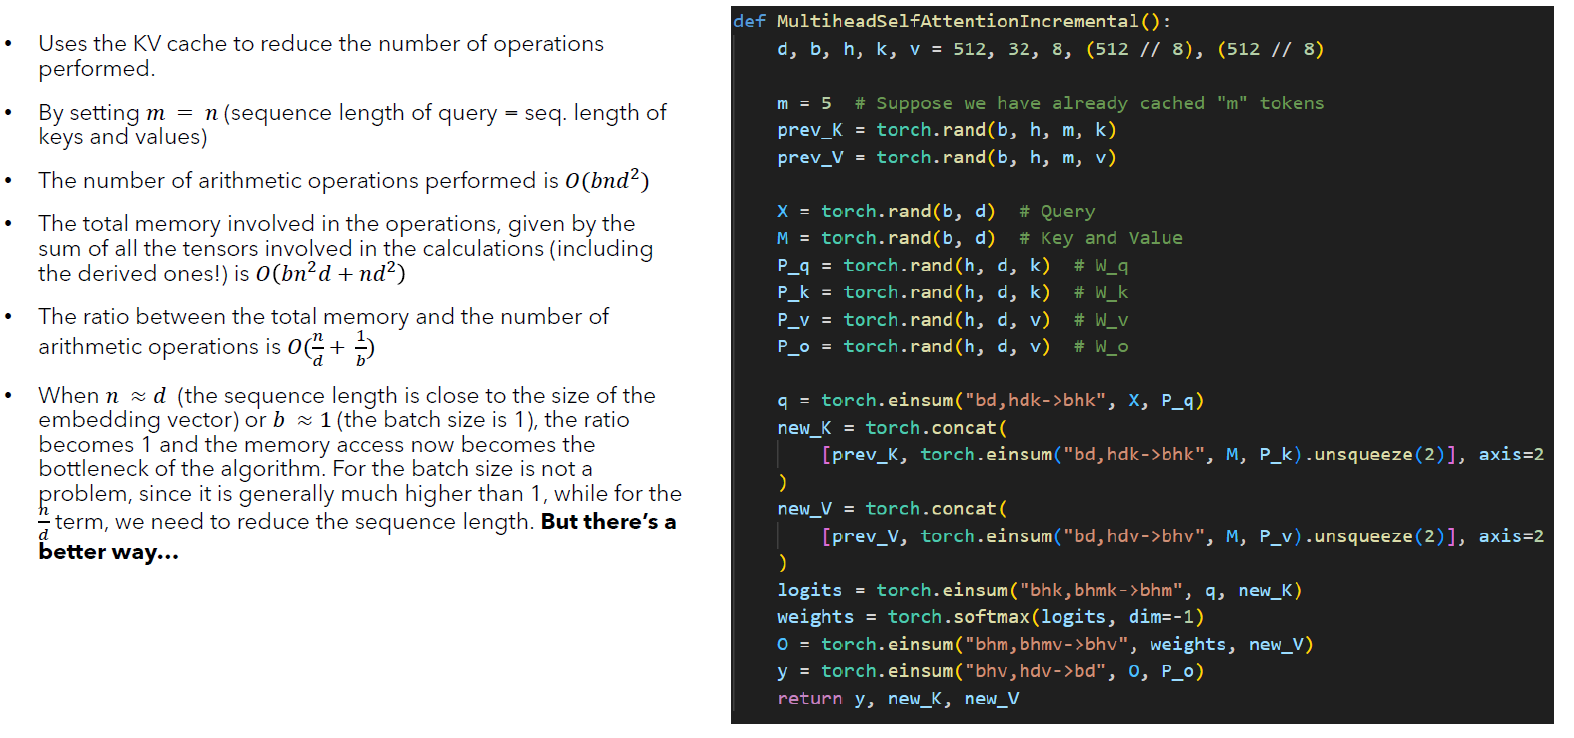 • Uses the KV cache to reduce the number of operations
performed.
• By setting m = n (sequence length of query = seq. length of
keys and values)
• The number of arithmetic operations performed is O(bnd²)
• The total memory involved in the operations, given by the
sum of all the tensors involved in the calculations (including
the derived ones!) is O(bn²d + nd²)
• The ratio between the total memory and the number of
arithmetic operations is O(n/d + 1/b)
• When n ≈ d (the sequence length is close to the size of the
embedding vector) or b ≈ 1 (the batch size is 1), the ratio
becomes 1 and the memory access now becomes the
bottleneck of the algorithm. For the batch size is not a
problem, since it is generally much higher than 1, while for the
n/d term, we need to reduce the sequence length. But there's a
better way...
def MultiheadSelfAttentionIncremental():
    d, b, h, k, v = 512, 32, 8, (512 // 8), (512 // 8)
    m = 5  # Suppose we have already cached "m" tokens
    prev_K = torch.rand(b, h, m, k)
    prev_V = torch.rand(b, h, m, v)
    X = torch.rand(b, d)  # Query
    M = torch.rand(b, d)  # Key and Value
    P_q = torch.rand(h, d, k)  # W_q
    P_k = torch.rand(h, d, k)  # W_k
    P_v = torch.rand(h, d, v)  # W_v
    P_o = torch.rand(h, d, v)  # W_o
    q = torch.einsum("bd,hdk->bhk", X, P_q)
    new_K = torch.concat(
        [prev_K, torch.einsum("bd,hdk->bhk", M, P_k).unsqueeze(2)], axis=2
    )
    new_V = torch.concat(
        [prev_V, torch.einsum("bd,hdv->bhv", M, P_v).unsqueeze(2)], axis=2
    )
    logits = torch.einsum("bhk,bhmk->bhm", q, new_K)
    weights = torch.softmax(logits, dim=-1)
    O = torch.einsum("bhm,bhmv->bhv", weights, new_V)
    y = torch.einsum("bhv,hdv->bd", O, P_o)
    return y, new_K, new_V